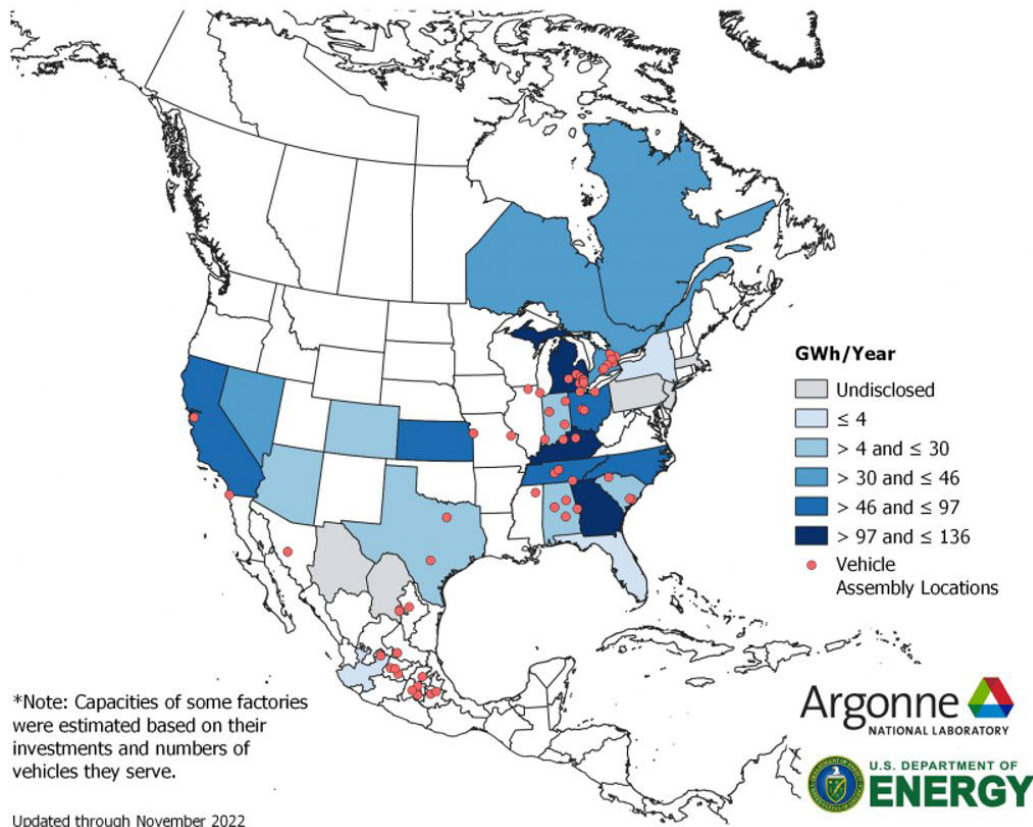 GWh/Year
Undisclosed
≤ 4
> 4 and ≤ 30
> 30 and ≤ 46
> 46 and ≤ 97
> 97 and ≤ 136
Vehicle
Assembly Locations
*Note: Capacities of some factories
were estimated based on their
investments and numbers of
vehicles they serve.
Updated through November 2022
Argonne
NATIONAL LABORATORY
U.S. DEPARTMENT OF
ENERGY